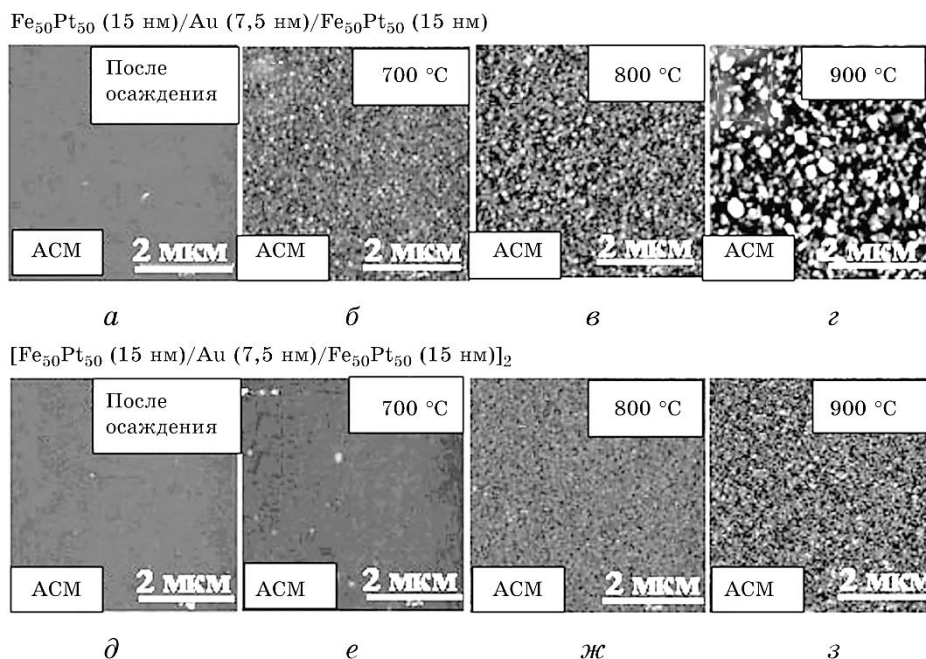 Fe₅₀Pt₅₀ (15 нм)/Au (7,5 нм)/Fe₅₀Pt₅₀ (15 нм)
После осаждения
700 °C
800 °C
900 °C
АСМ
2 мкм
АСМ
2 мкм
АСМ
2 мкм
АСМ
2 мкм
а
б
в
г
[Fe₅₀Pt₅₀ (15 нм)/Au (7,5 нм)/Fe₅₀Pt₅₀ (15 нм)]₂
После осаждения
700 °C
800 °C
900 °C
АСМ
2 мкм
АСМ
2 мкм
АСМ
2 мкм
АСМ
2 мкм
д
е
ж
з